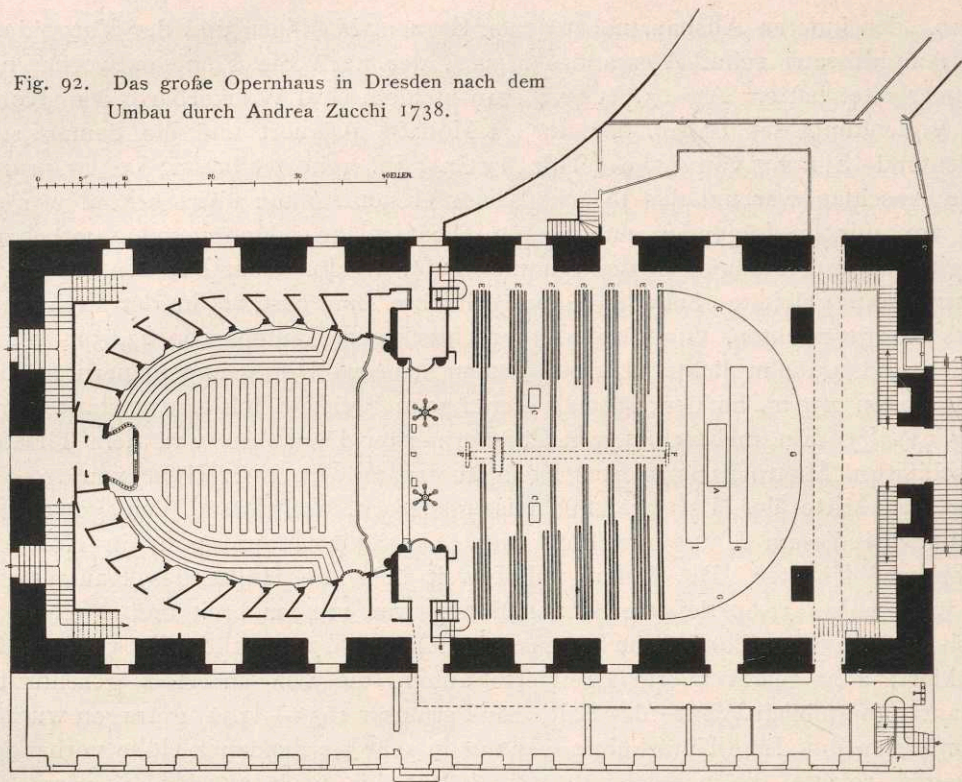 Fig. 92. Das große Opernhaus in Dresden nach dem
Umbau durch Andrea Zucchi 1738.
0 5 10 20 30 40 ELLEN.
E E E E E E E
G G
F F
D
C C
G
A
I B
G